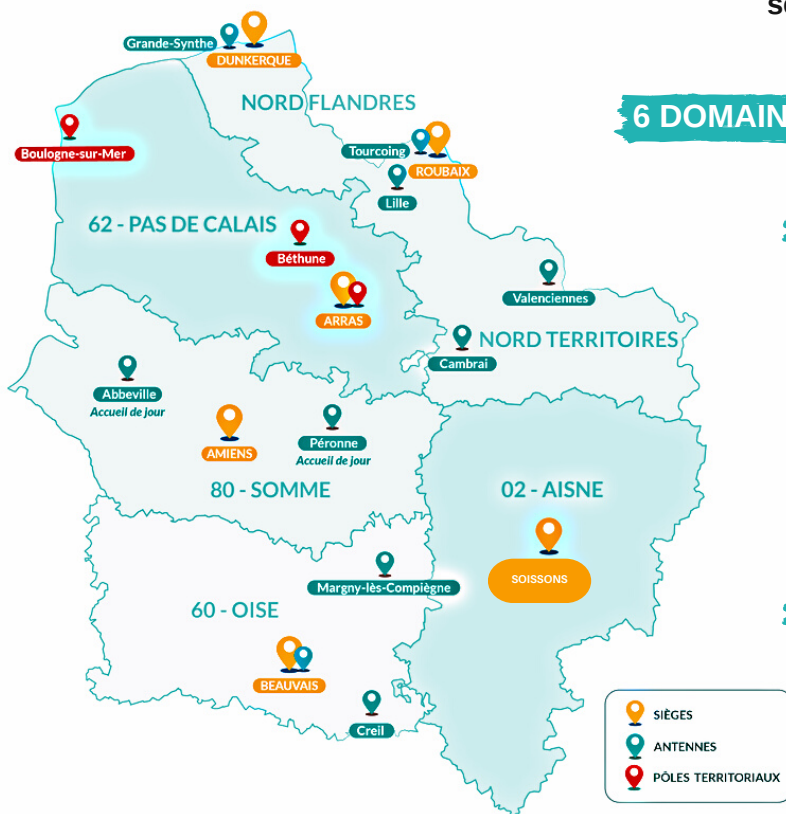 Grande-Synthe
DUNKERQUE
NORD FLANDRES
6 DOMAIN
Boulogne-sur-Mer
Tourcoing
ROUBAIX
Lille
62 - PAS DE CALAIS
Béthune
Valenciennes
ARRAS
NORD TERRITOIRES
Cambrai
Abbeville
Accueil de jour
AMIENS
Péronne
Accueil de jour
80 - SOMME
02 - AISNE
SOISSONS
Margny-lès-Compiègne
60 - OISE
BEAUVAIS
Creil
SIÈGES
ANTENNES
PÔLES TERRITORIAUX